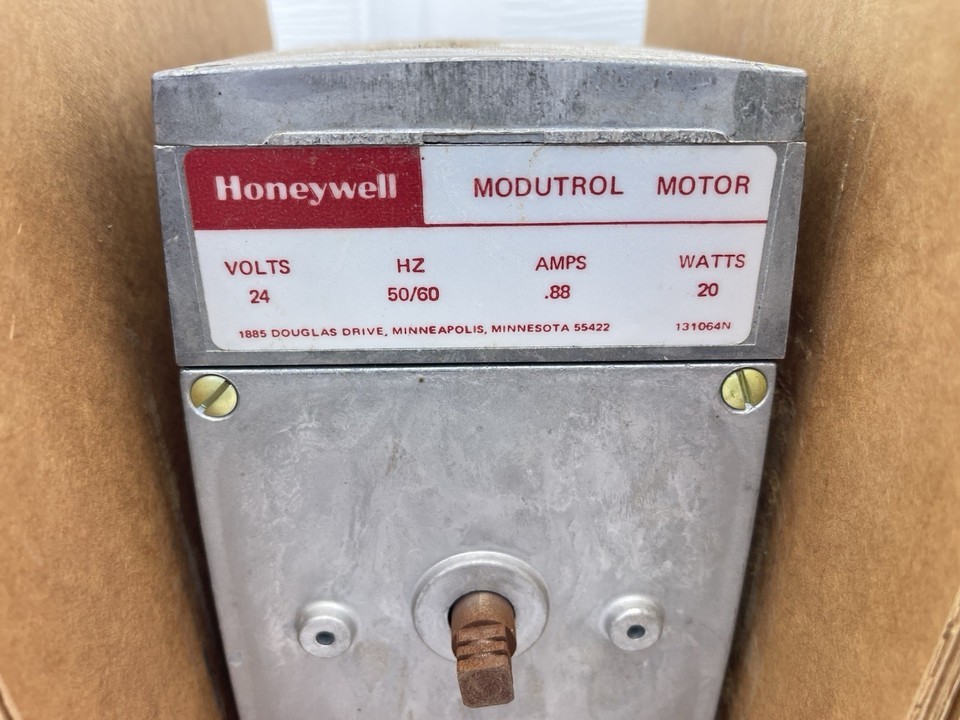 Honeywell MODUTROL MOTOR
VOLTS HZ AMPS WATTS
24 50/60 .88 20
1885 DOUGLAS DRIVE, MINNEAPOLIS, MINNESOTA 55422 131064N